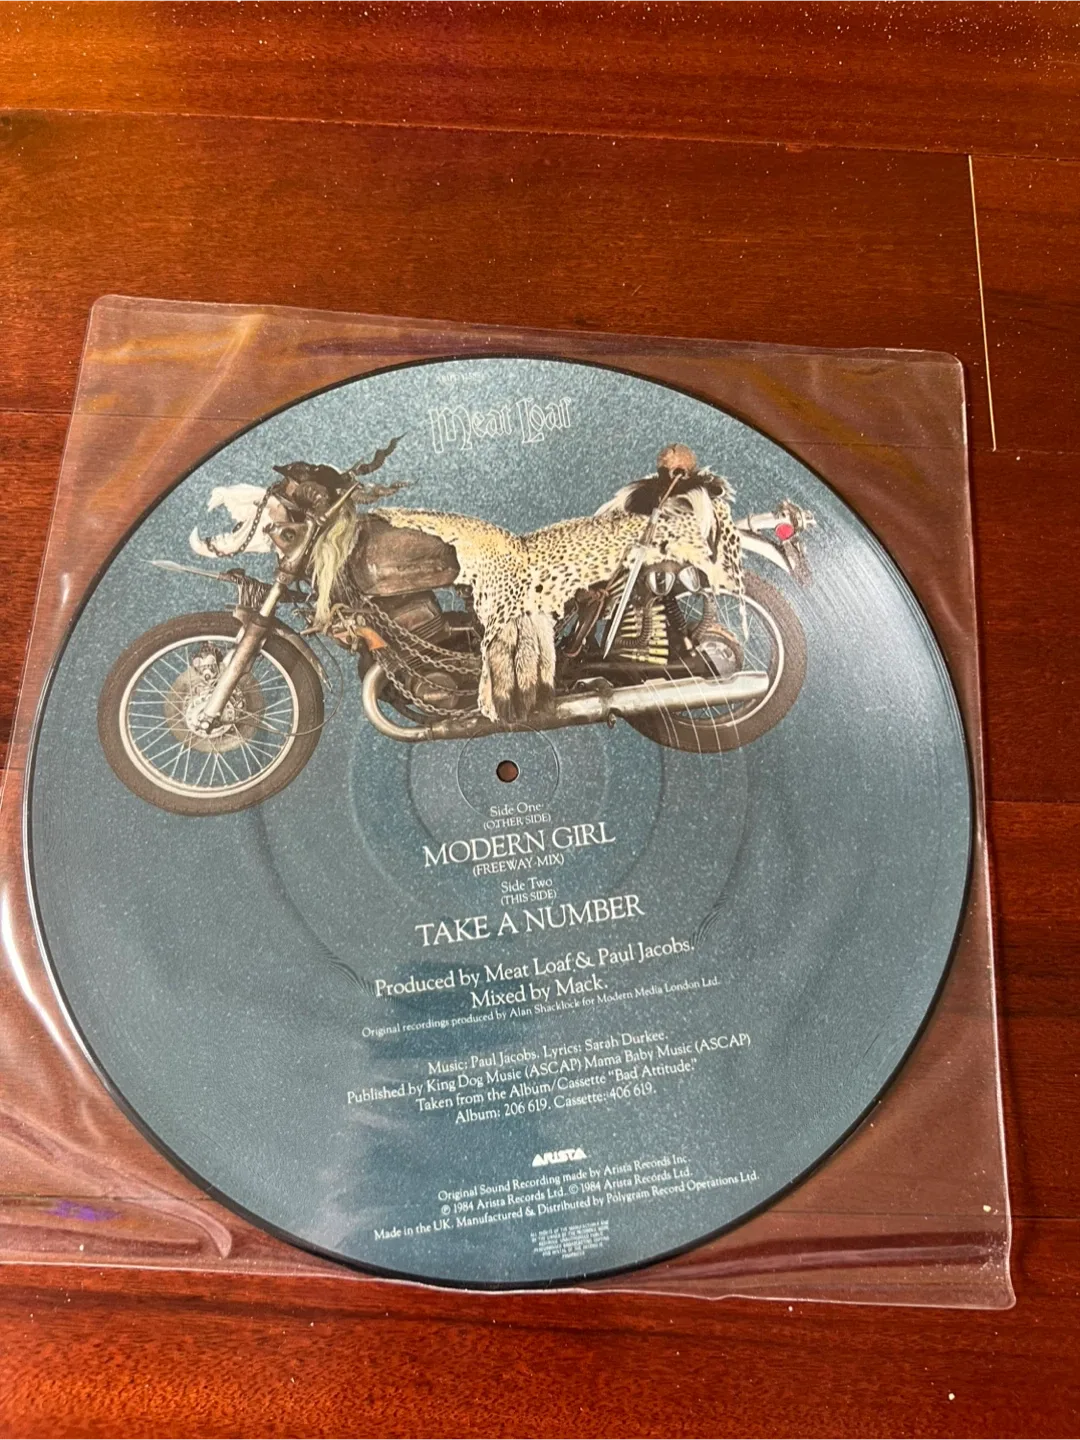 Meat Loaf
Side One
(OTHER SIDE)
MODERN GIRL
(FREEWAY MIX)
Side Two
(THIS SIDE)
TAKE A NUMBER
Produced by Meat Loaf & Paul Jacobs.
Mixed by Mack.
Original recordings produced by Alan Shacklock for Modern Media London Ltd.
Music: Paul Jacobs. Lyrics: Sarah Durkee.
Published by King Dog Music (ASCAP) Mama Baby Music (ASCAP)
Taken from the Album/Cassette "Bad Attitude."
Album: 206 619. Cassette: 406 619.
ARISTA
Original Sound Recording made by Arista Records Inc.
℗ 1984 Arista Records Ltd. © 1984 Arista Records Ltd.
Made in the UK. Manufactured & Distributed by Polygram Record Operations Ltd.